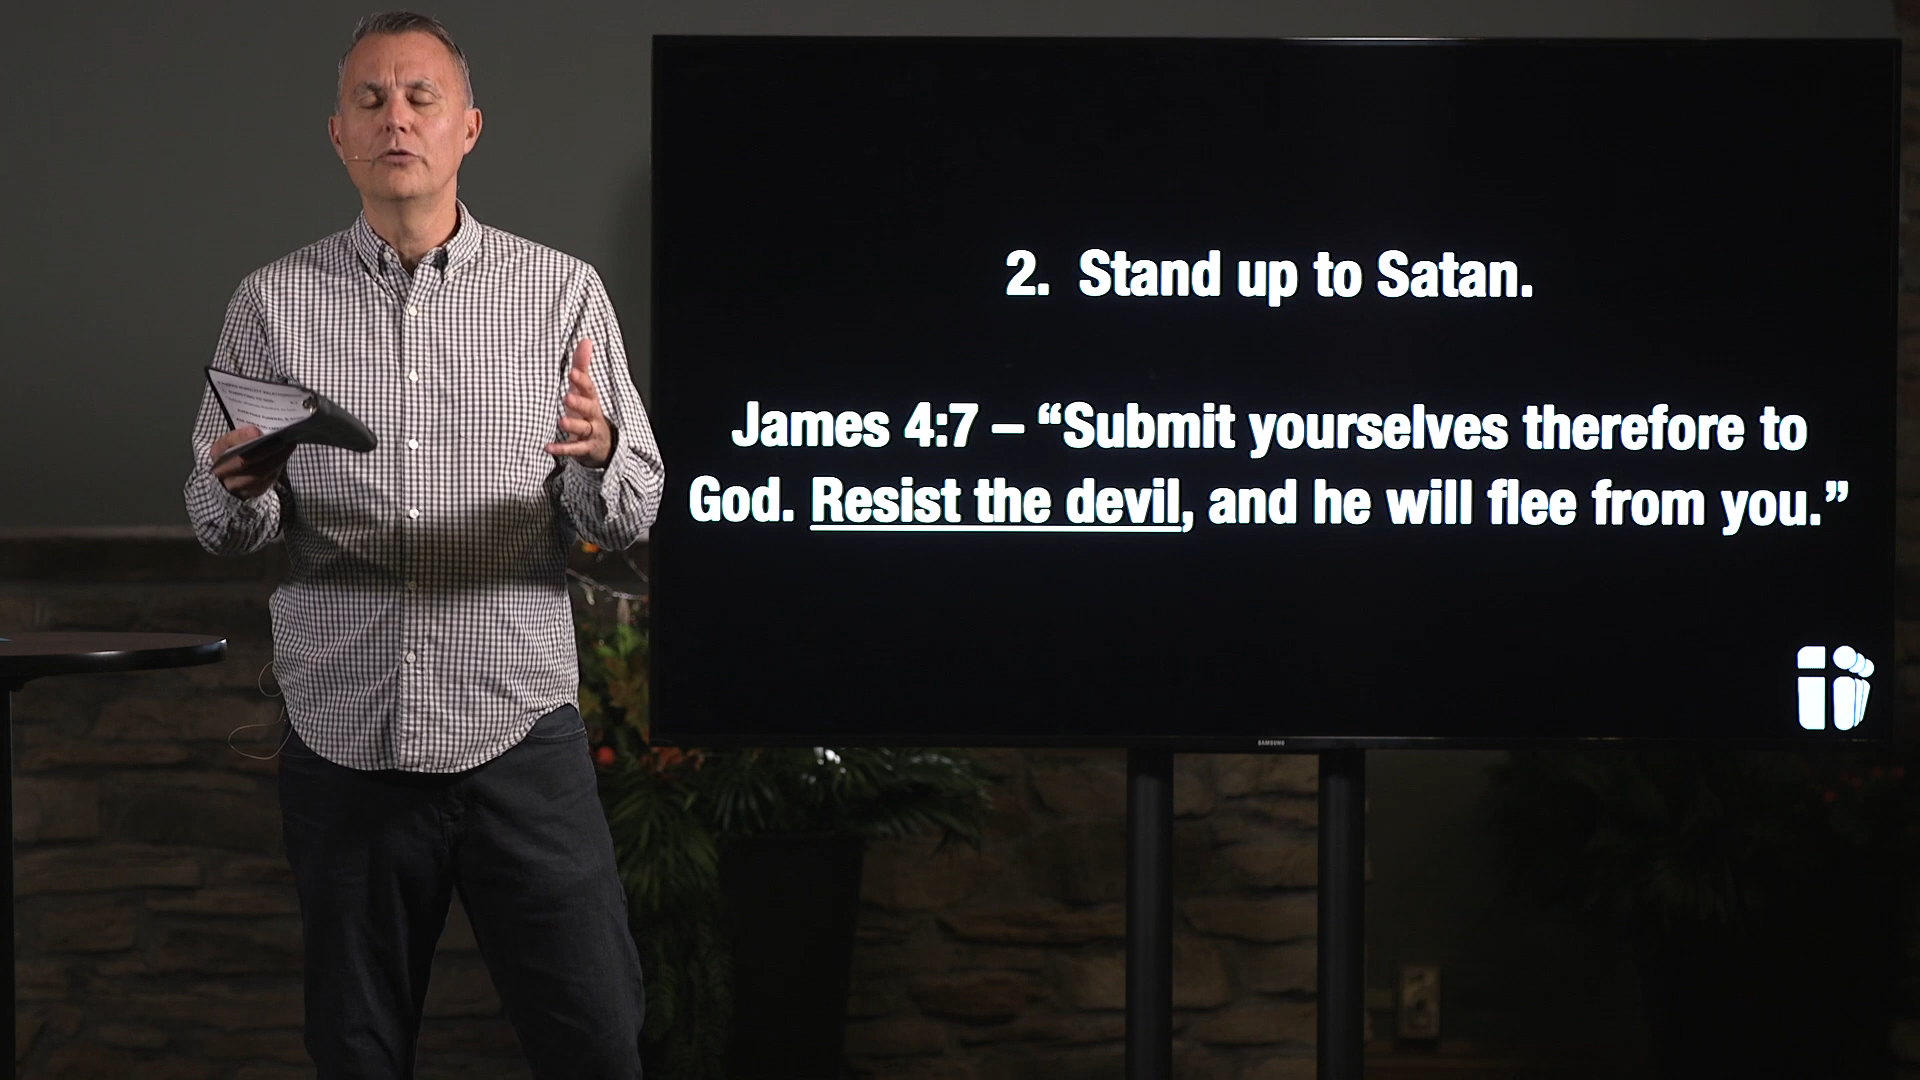 2. Stand up to Satan.
James 4:7 – “Submit yourselves therefore to
God. Resist the devil, and he will flee from you.”
SAMSUNG